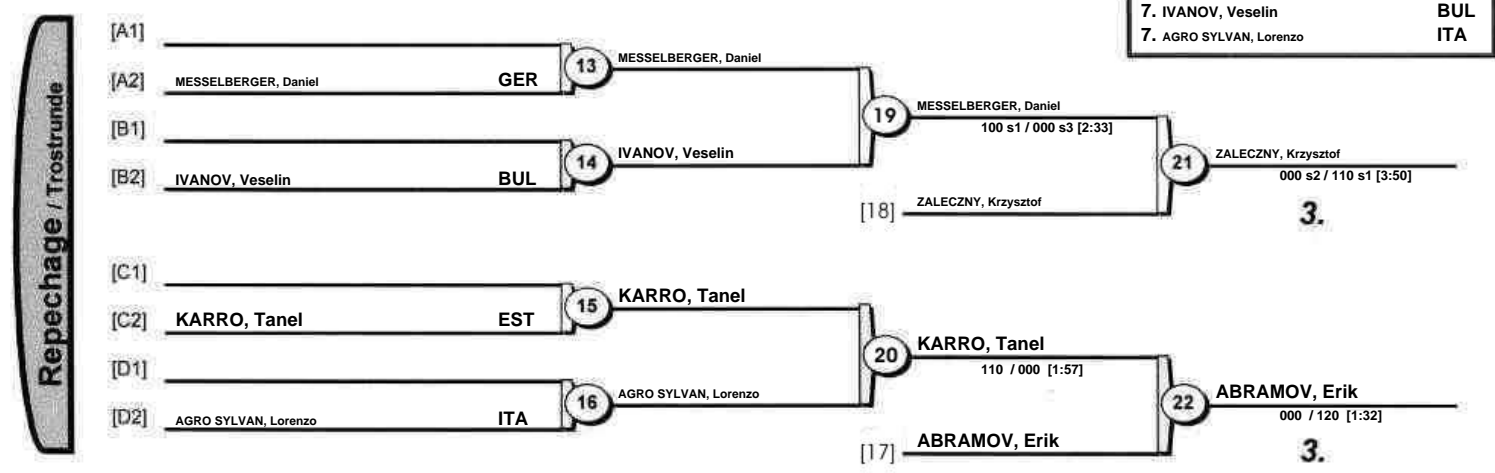 7. IVANOV, Veselin BUL
7. AGRO SYLVAN, Lorenzo ITA
Repechage / Trostrunde
[A1]
[A2] MESSELBERGER, Daniel GER
13 MESSELBERGER, Daniel
[B1]
[B2] IVANOV, Veselin BUL
14 IVANOV, Veselin
19 MESSELBERGER, Daniel
100 s1 / 000 s3 [2:33]
[18] ZALECZNY, Krzysztof
21 ZALECZNY, Krzysztof
000 s2 / 110 s1 [3:50]
3.
[C1]
[C2] KARRO, Tanel EST
15 KARRO, Tanel
[D1]
[D2] AGRO SYLVAN, Lorenzo ITA
16 AGRO SYLVAN, Lorenzo
20 KARRO, Tanel
110 / 000 [1:57]
[17] ABRAMOV, Erik
22 ABRAMOV, Erik
000 / 120 [1:32]
3.